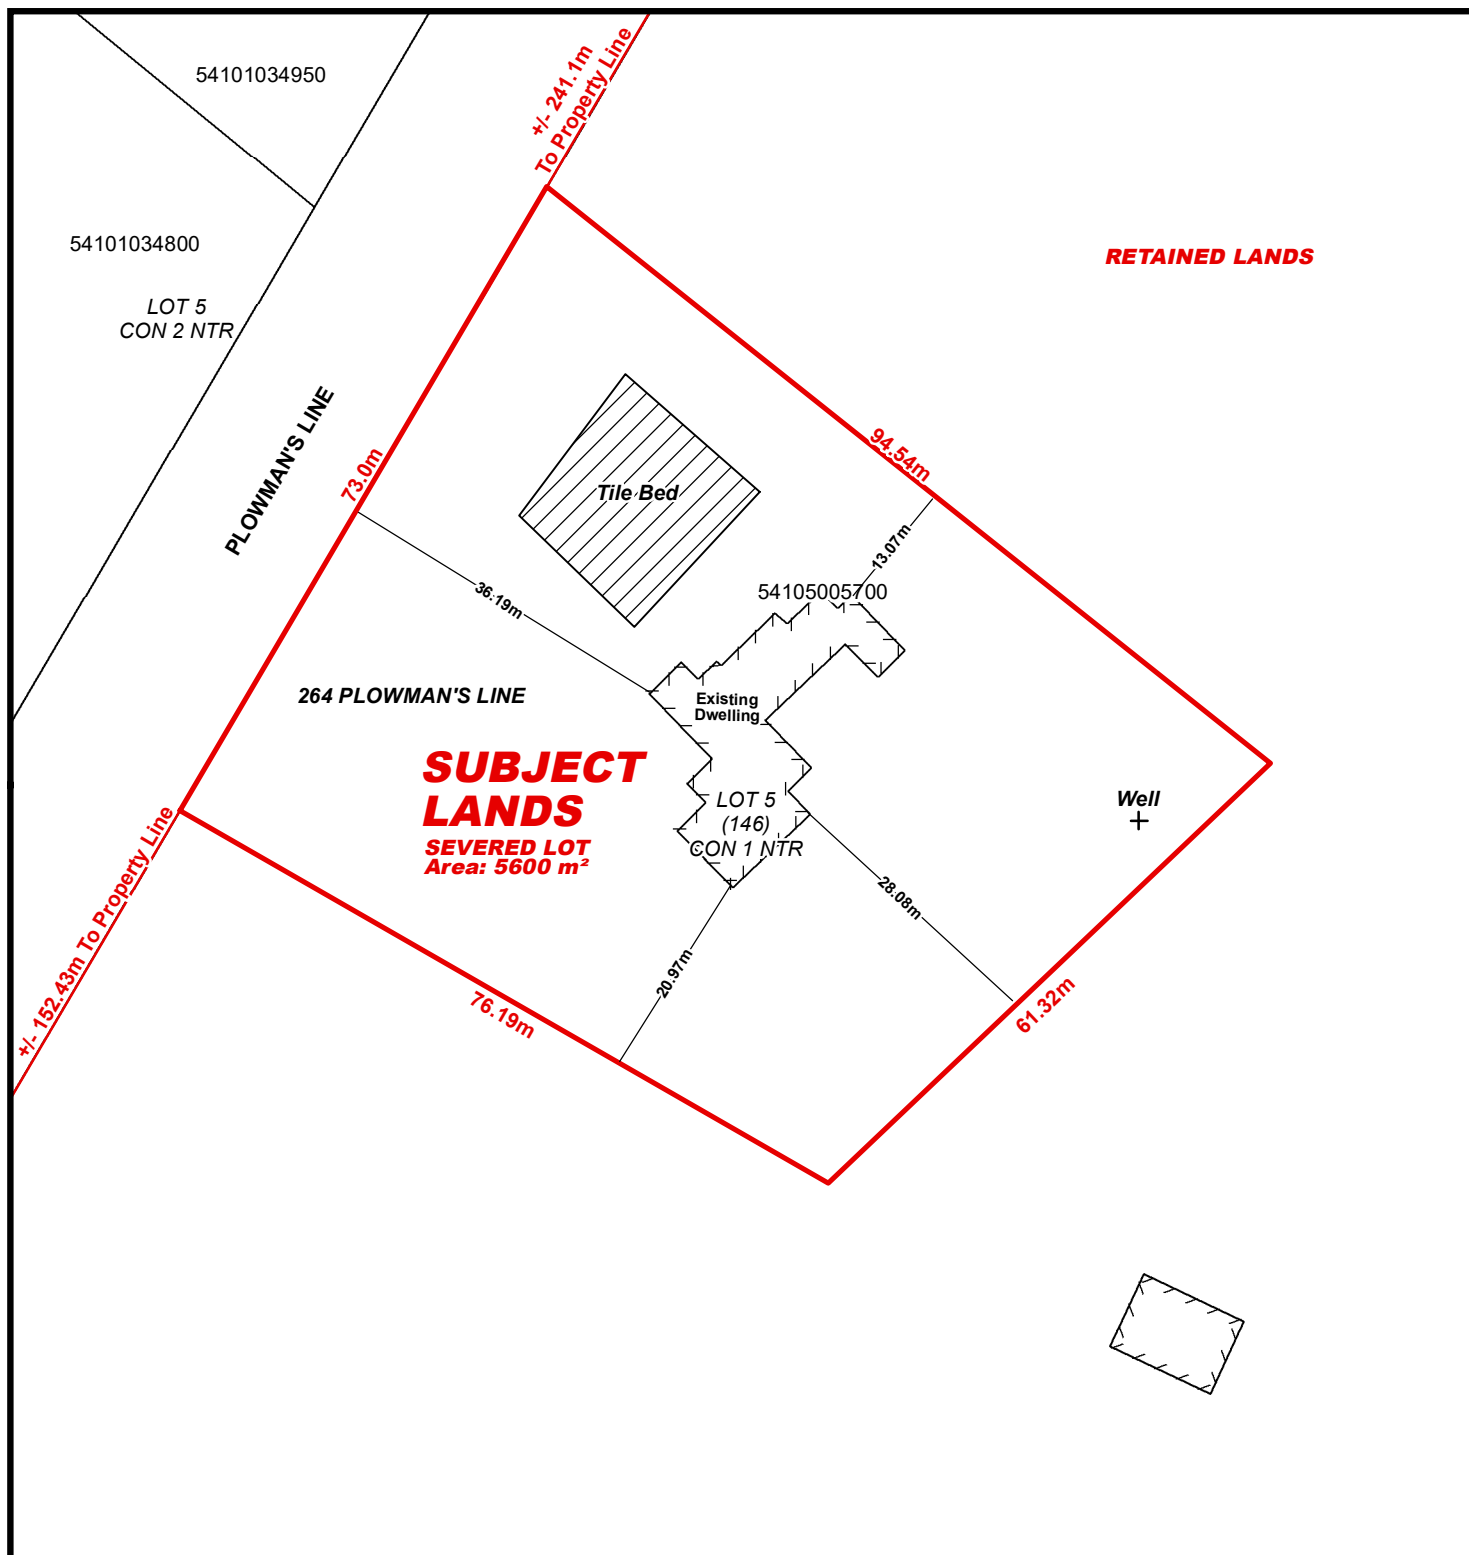 54101034950
+/- 241.1m
To Property Line
54101034800
RETAINED LANDS
LOT 5
CON 2 NTR
PLOWMAN'S LINE
73.0m
94.54m
Tile Bed
13.07m
36.19m
54105005700
264 PLOWMAN'S LINE
Existing
Dwelling
SUBJECT
LANDS
SEVERED LOT
Area: 5600 m²
LOT 5
(146)
CON 1 NTR
Well
28.08m
20.97m
+/- 152.43m To Property Line
76.19m
61.32m